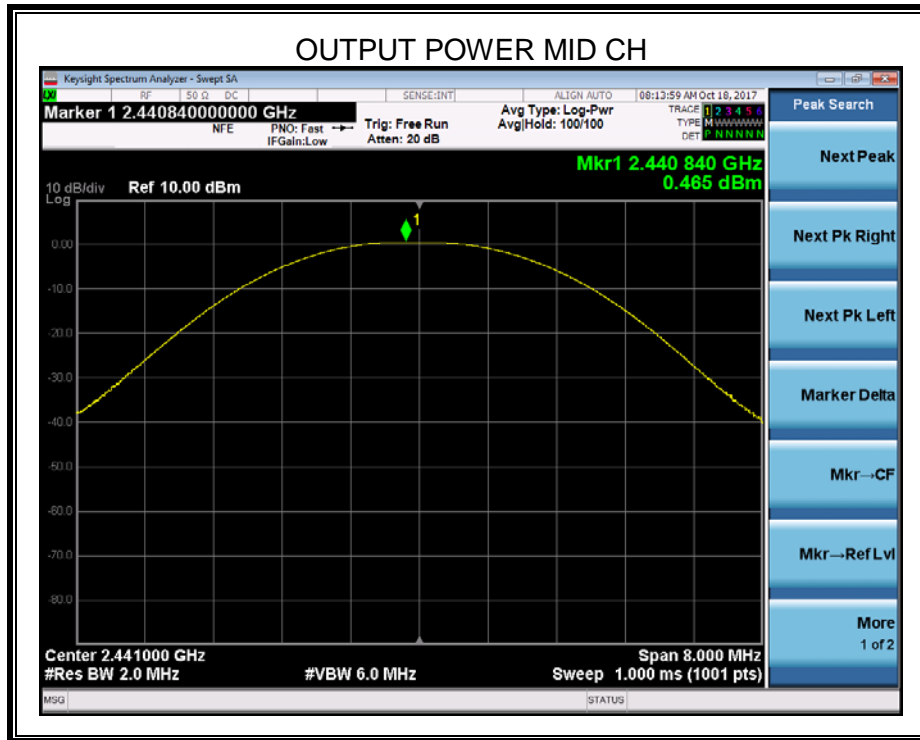 OUTPUT POWER MID CH
Keysight Spectrum Analyzer - Swept SA
RF 50 Ω DC SENSE:INT ALIGN AUTO 08:13:59 AM Oct 18, 2017
Marker 1 2.440840000000 GHz
NFE PNO: Fast IFGain:Low
Trig: Free Run
Atten: 20 dB
Avg Type: Log-Pwr
Avg|Hold: 100/100
TRACE 1 2 3 4 5 6
TYPE M W W W W W
DET P N N N N N
Peak Search
Mkr1 2.440 840 GHz
0.465 dBm
10 dB/div Ref 10.00 dBm
Log
1
0.00
-10.0
-20.0
-30.0
-40.0
-50.0
-60.0
-70.0
-80.0
Center 2.441000 GHz Span 8.000 MHz
#Res BW 2.0 MHz #VBW 6.0 MHz Sweep 1.000 ms (1001 pts)
MSG STATUS
Next Peak
Next Pk Right
Next Pk Left
Marker Delta
Mkr→CF
Mkr→Ref Lvl
More
1 of 2